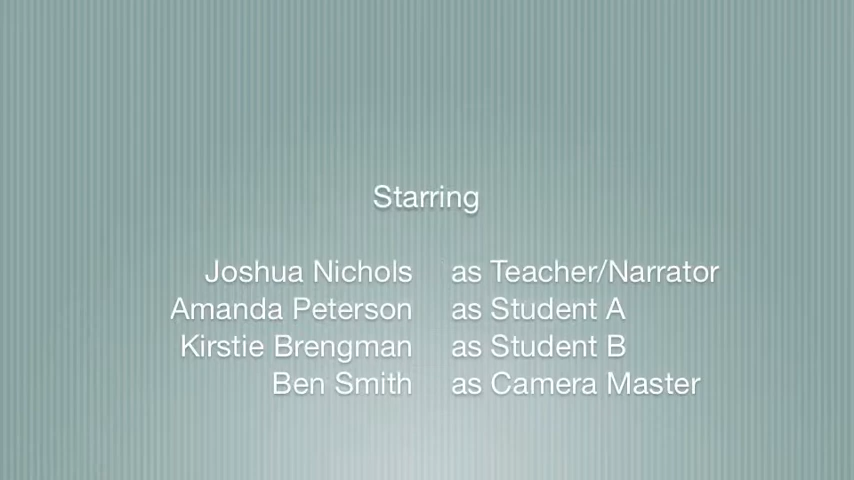 Starring
Joshua Nichols as Teacher/Narrator
Amanda Peterson as Student A
Kirstie Brengman as Student B
Ben Smith as Camera Master